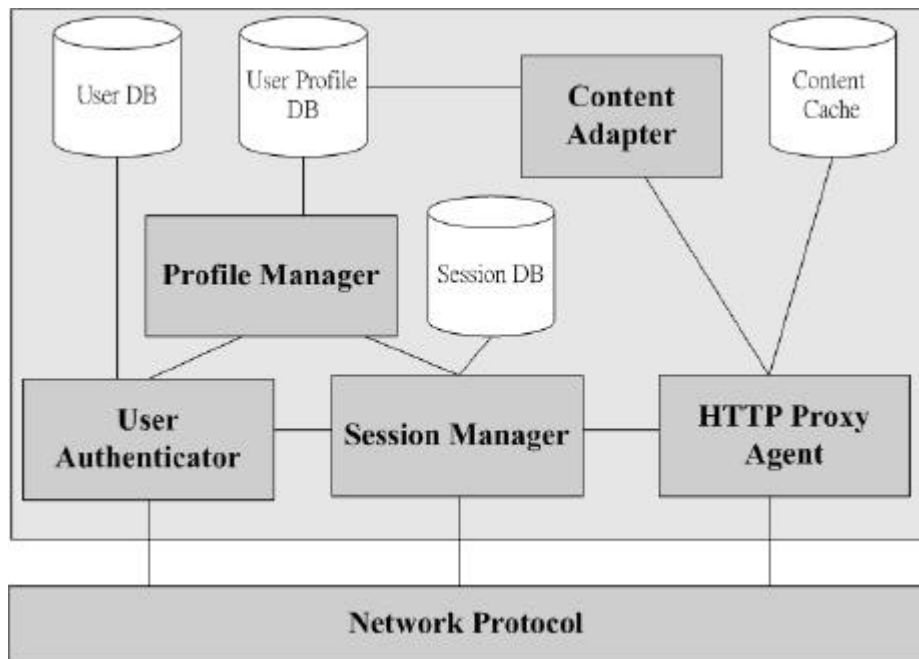 User DB
User Profile
DB
Content
Adapter
Content
Cache
Profile Manager
Session DB
User
Authenticator
Session Manager
HTTP Proxy
Agent
Network Protocol